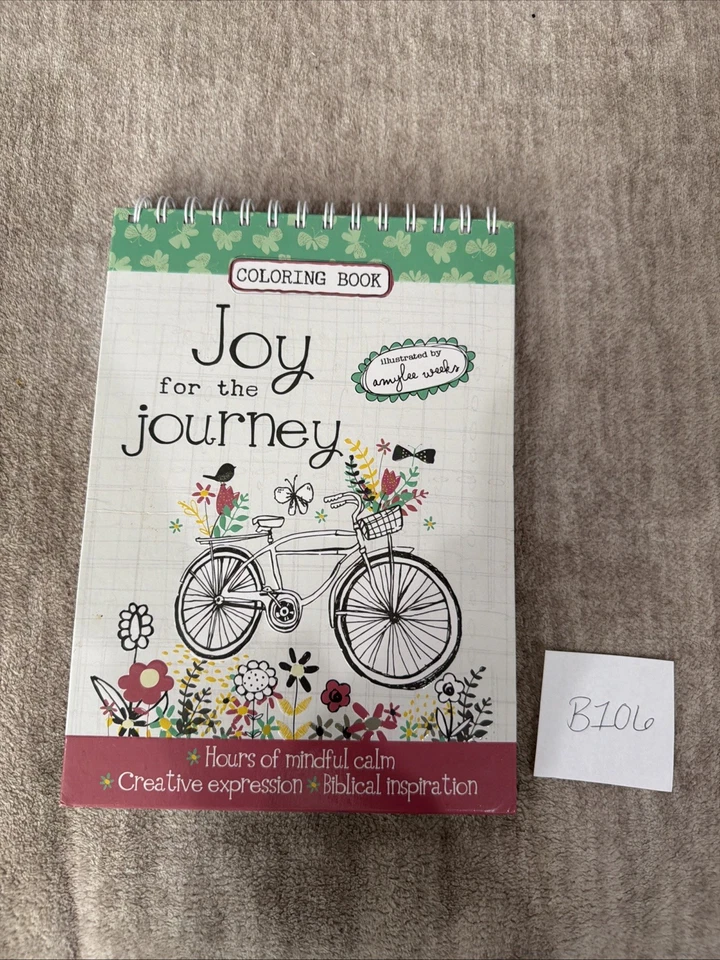 COLORING BOOK
Joy
for the
journey
illustrated by
amylee weeks
Hours of mindful calm
Creative expression * Biblical inspiration
B106